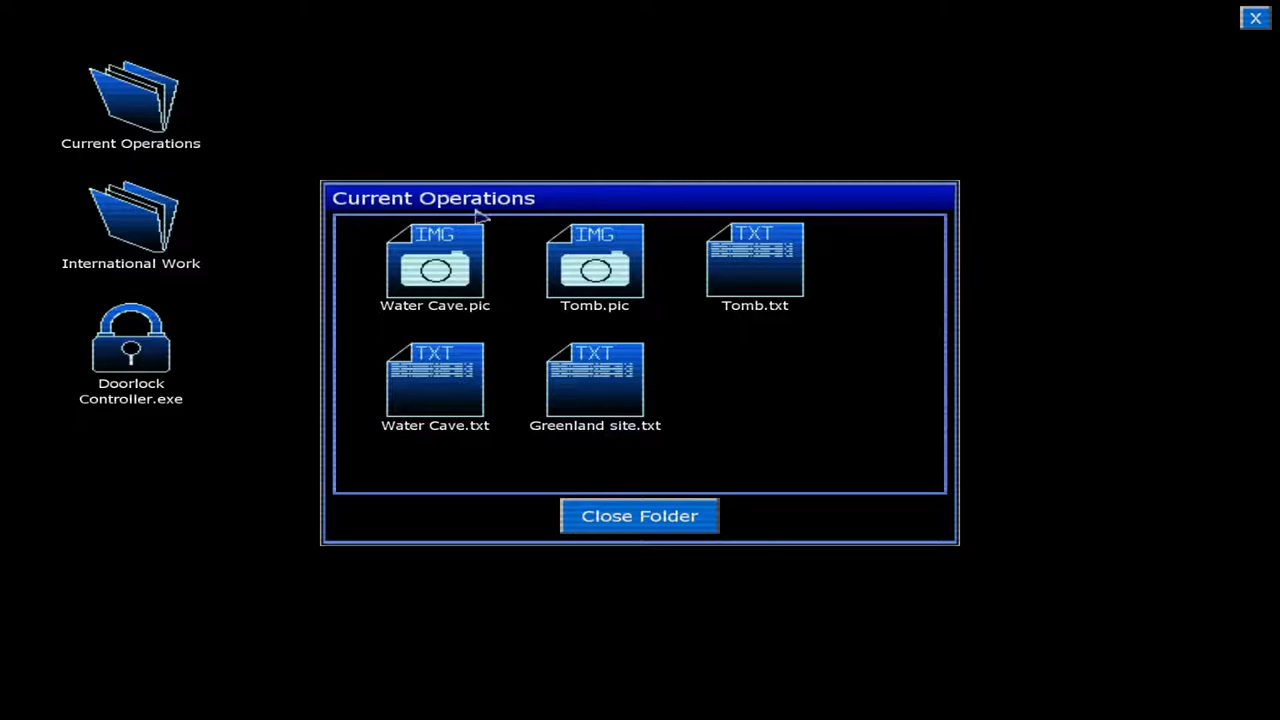 X
Current Operations
International Work
Doorlock
Controller.exe
Current Operations
IMG
IMG
TXT
Water Cave.pic
Tomb.pic
Tomb.txt
TXT
TXT
Water Cave.txt
Greenland site.txt
Close Folder